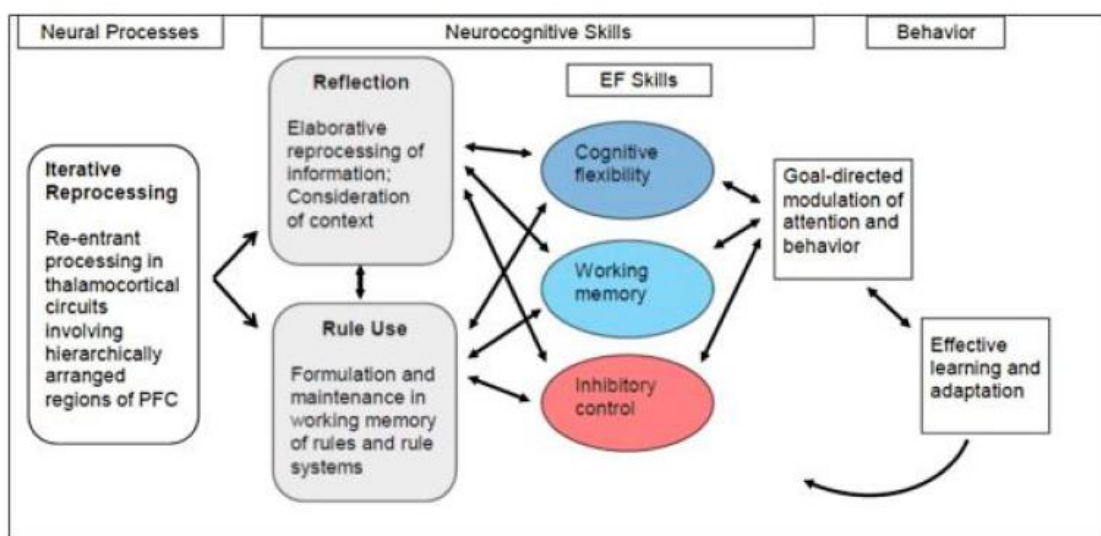 Neural Processes
Neurocognitive Skills
Behavior
Reflection
Elaborative
reprocessing of
information;
Consideration
of context
EF Skills
Iterative
Reprocessing
Re-entrant
processing in
thalamocortical
circuits
involving
hierarchically
arranged
regions of PFC
Rule Use
Formulation and
maintenance in
working memory
of rules and rule
systems
Cognitive
flexibility
Working
memory
Inhibitory
control
Goal-directed
modulation of
attention and
behavior
Effective
learning and
adaptation